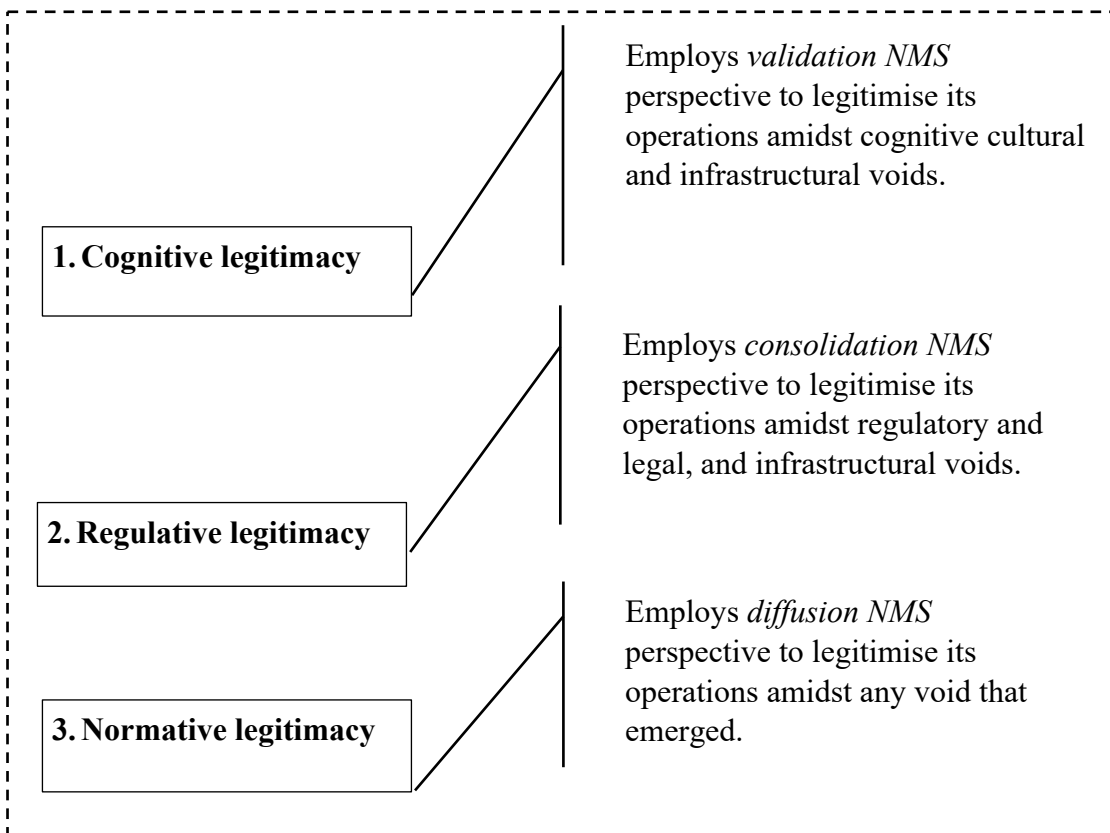 Employs validation NMS
perspective to legitimise its
operations amidst cognitive cultural
and infrastructural voids.
1. Cognitive legitimacy
Employs consolidation NMS
perspective to legitimise its
operations amidst regulatory and
legal, and infrastructural voids.
2. Regulative legitimacy
Employs diffusion NMS
perspective to legitimise its
operations amidst any void that
emerged.
3. Normative legitimacy